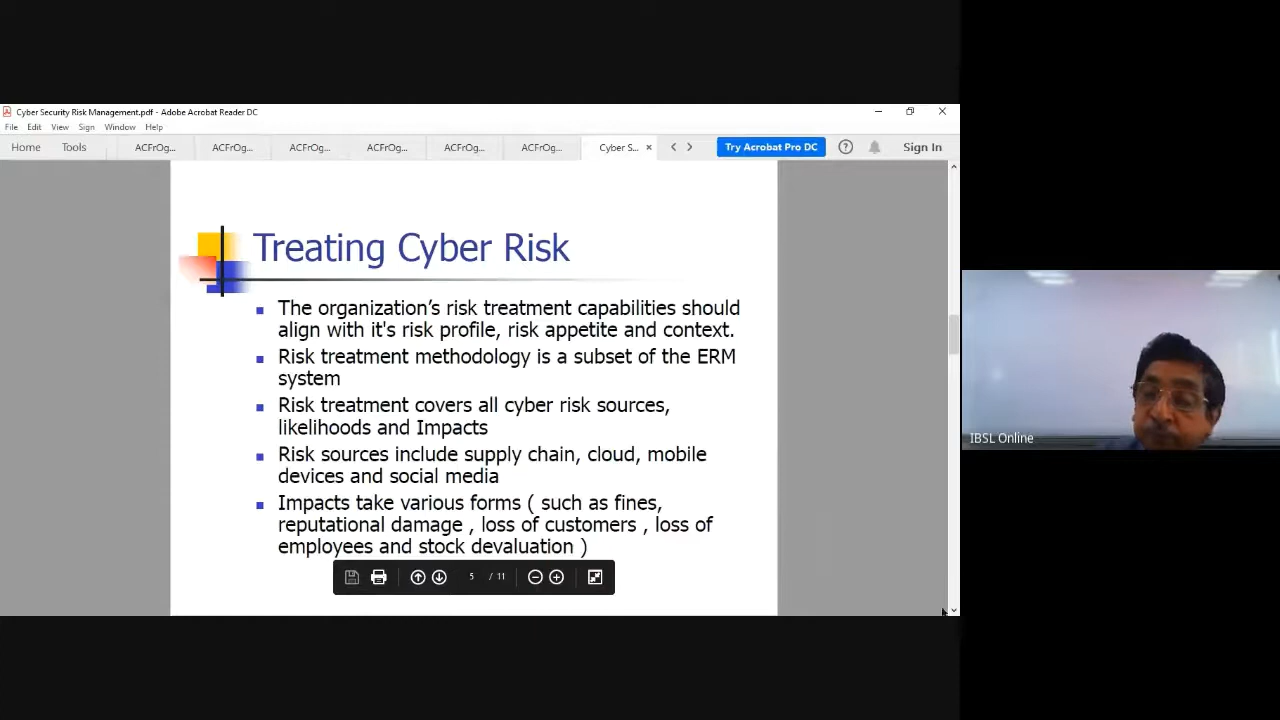 Cyber Security Risk Management.pdf - Adobe Acrobat Reader DC
File Edit View Sign Window Help
Home Tools ACFrOg... ACFrOg... ACFrOg... ACFrOg... ACFrOg... ACFrOg... Cyber S... × Try Acrobat Pro DC Sign In
Treating Cyber Risk
The organization's risk treatment capabilities should
align with it's risk profile, risk appetite and context.
Risk treatment methodology is a subset of the ERM
system
Risk treatment covers all cyber risk sources,
likelihoods and Impacts
Risk sources include supply chain, cloud, mobile
devices and social media
Impacts take various forms ( such as fines,
reputational damage , loss of customers , loss of
employees and stock devaluation )
5 / 11
IBSL Online